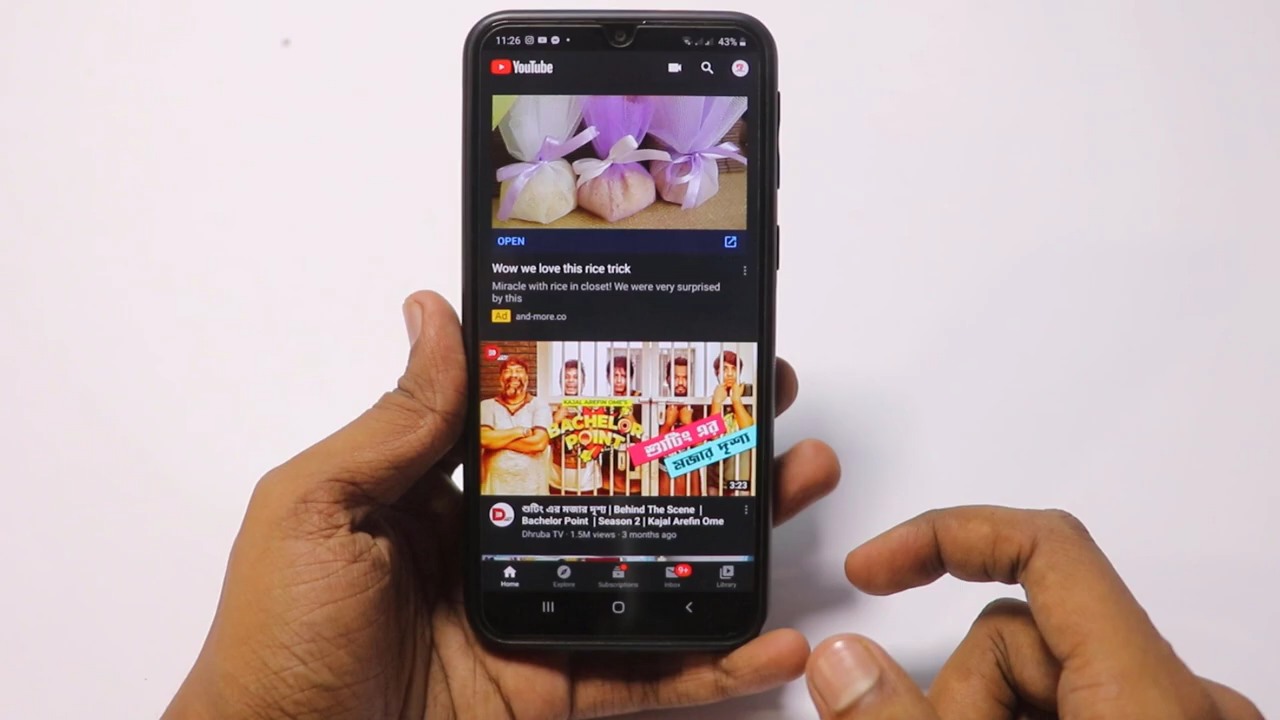 11:26 43%
YouTube
OPEN
Wow we love this rice trick
Miracle with rice in closet! We were very surprised
by this
Ad and-more.co
KAJAL AREFIN OME'S
BACHELOR
POINT
শুটিং এর
মজার দৃশ্য
3:23
শুটিং এর মজার দৃশ্য | Behind The Scene |
Bachelor Point | Season 2 | Kajal Arefin Ome
Dhruba TV · 1.5M views · 3 months ago
9+
Home Explore Subscriptions Inbox Library